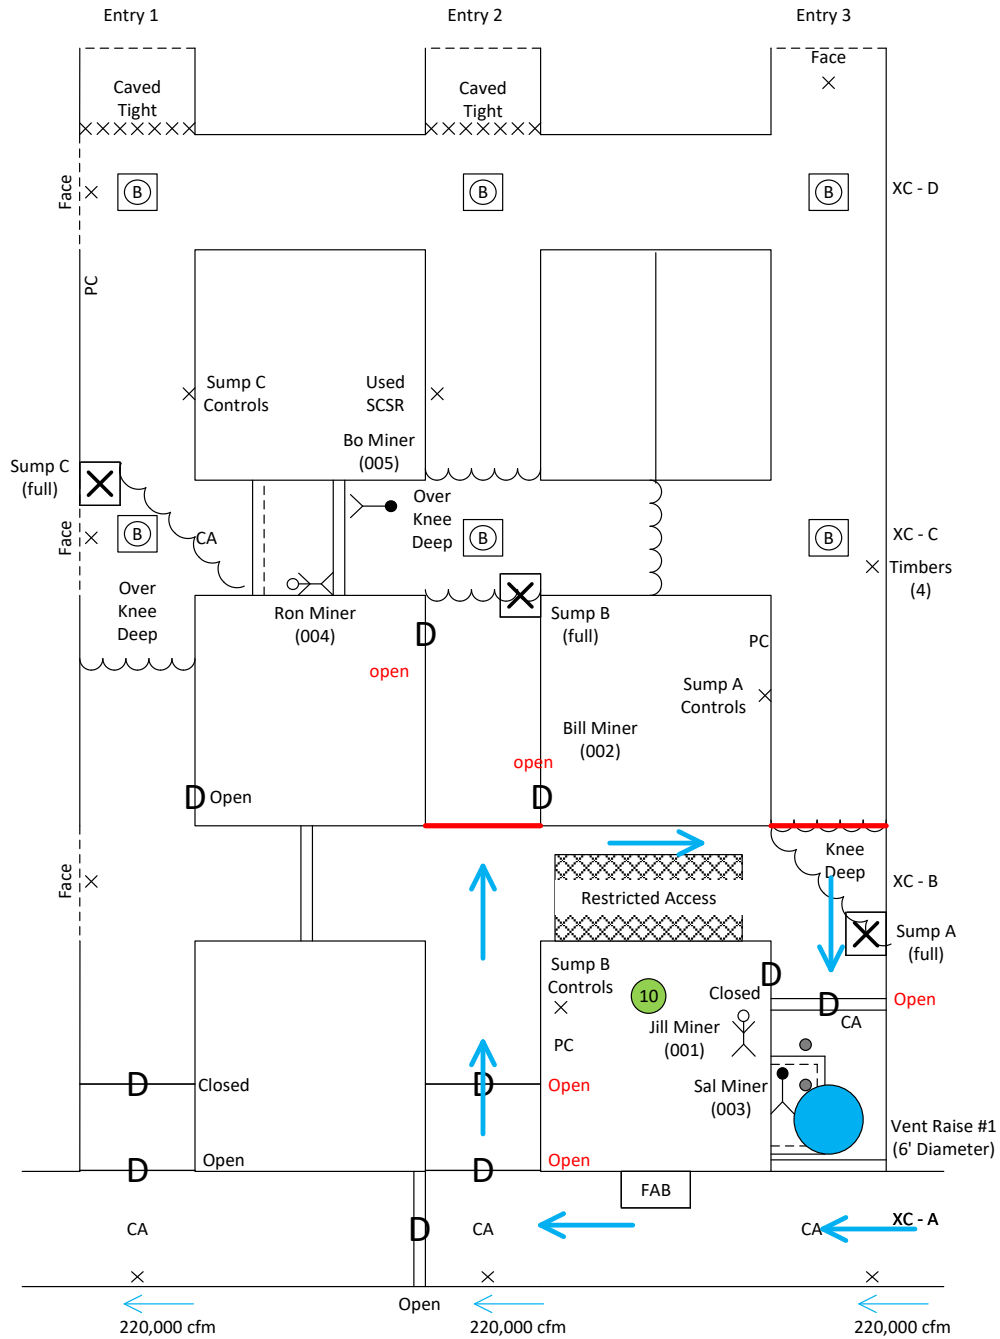 Entry 1
Entry 2
Entry 3
Face
Caved
Tight
Caved
Tight
Face
B
B
B
XC - D
PC
Sump C
Controls
Used
SCSR
Bo Miner
(005)
Sump C
(full)
Over
Knee
Deep
Face
B
CA
B
B
XC - C
Timbers
(4)
Over
Knee
Deep
Ron Miner
(004)
Sump B
(full)
D
open
PC
Sump A
Controls
Bill Miner
(002)
open
D Open
D
Knee
Deep
Face
Restricted Access
XC - B
Sump A
(full)
Sump B
Controls
10
Closed
D
D
Open
CA
Jill Miner
(001)
PC
Sal Miner
(003)
D
Closed
D
Open
Vent Raise #1
(6' Diameter)
D
Open
D
Open
FAB
CA
D
CA
CA
XC - A
Open
220,000 cfm
220,000 cfm
220,000 cfm